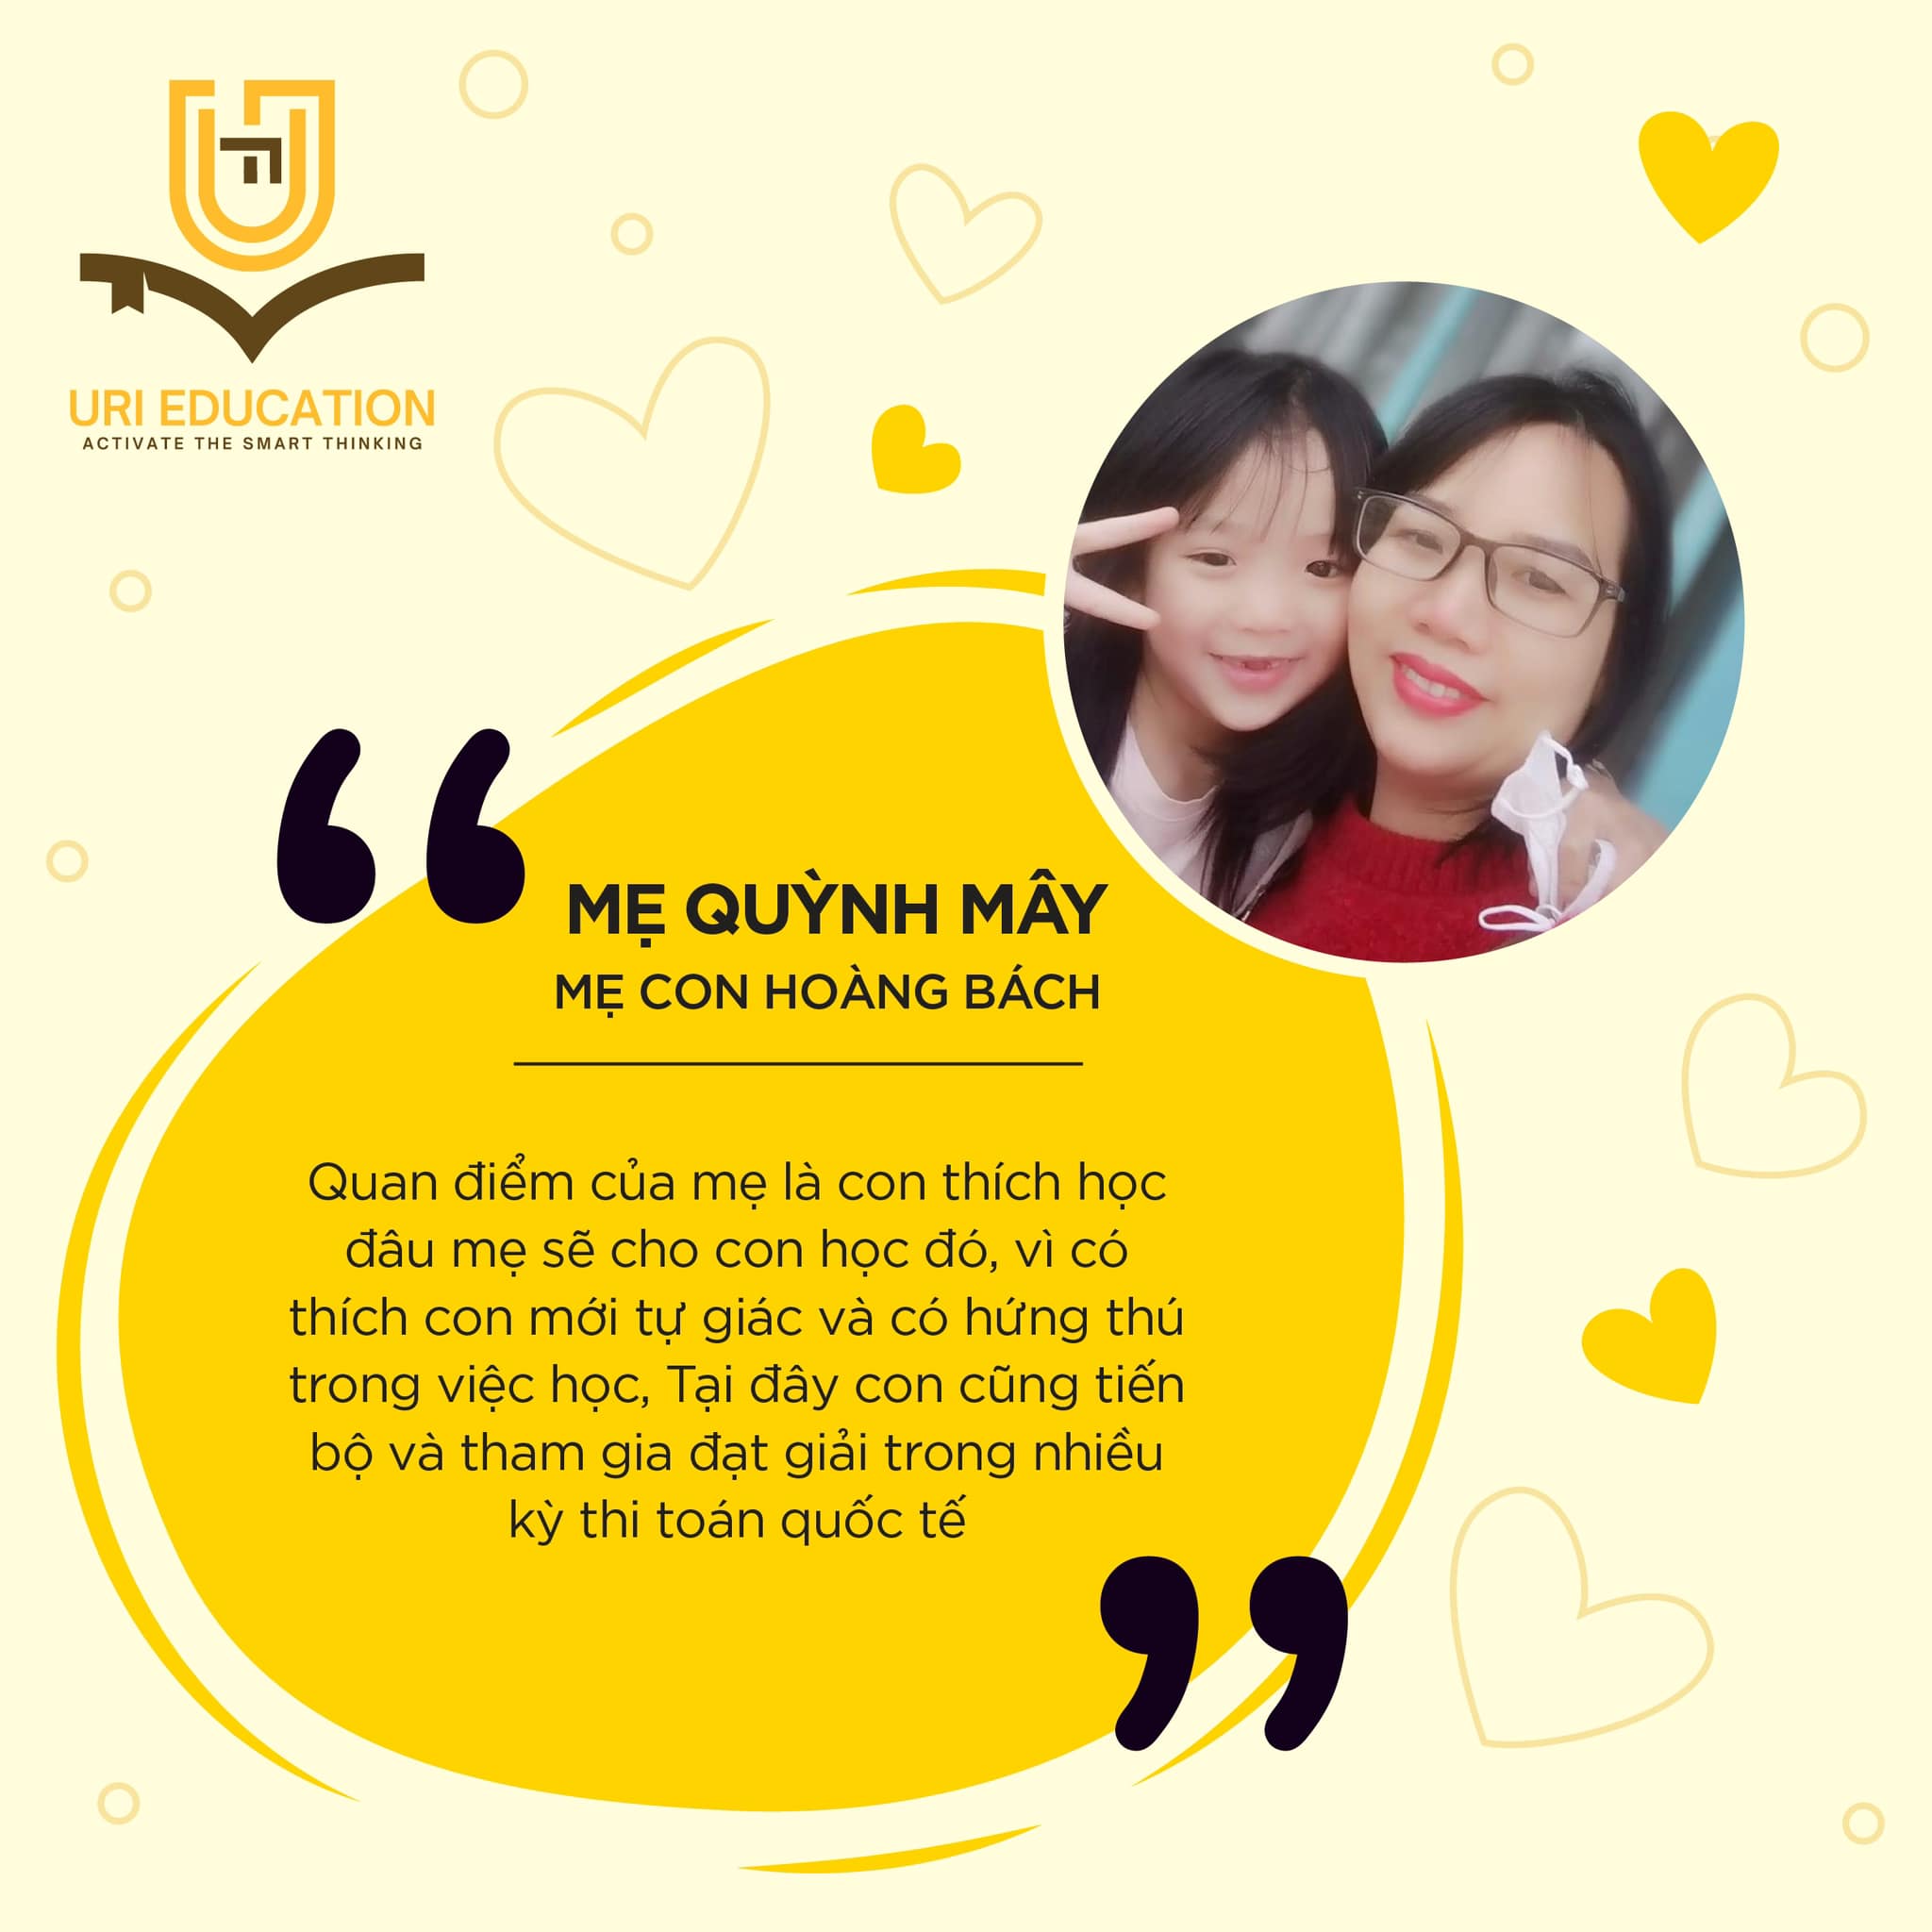 URI EDUCATION
ACTIVATE THE SMART THINKING
MẸ QUỲNH MÂY
MẸ CON HOÀNG BÁCH
Quan điểm của mẹ là con thích học
đâu mẹ sẽ cho con học đó, vì có
thích con mới tự giác và có hứng thú
trong việc học, Tại đây con cũng tiến
bộ và tham gia đạt giải trong nhiều
kỳ thi toán quốc tế